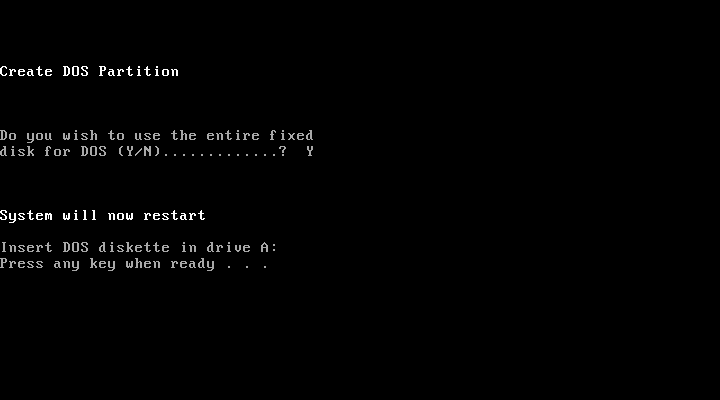 Create DOS Partition
Do you wish to use the entire fixed
disk for DOS (Y/N).............?  Y
System will now restart
Insert DOS diskette in drive A:
Press any key when ready . . .